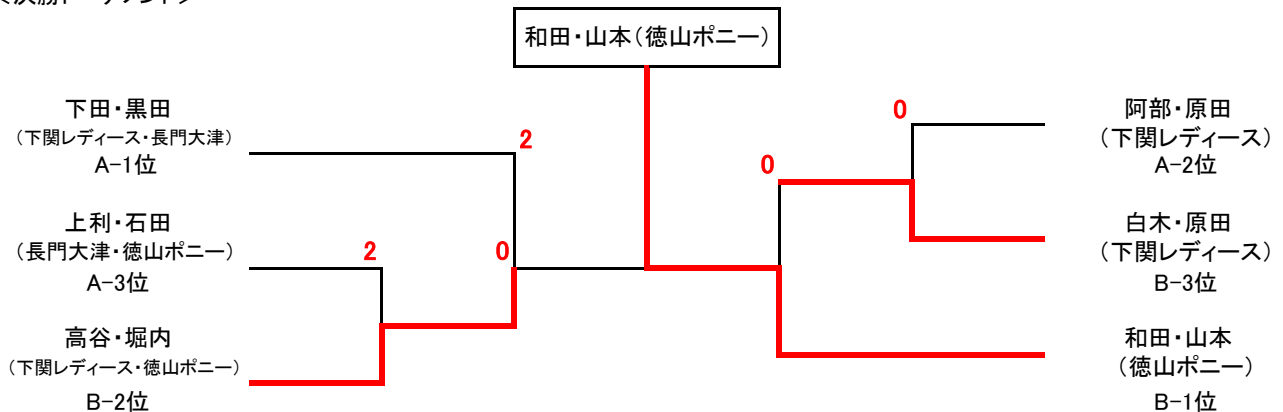 和田・山本（徳山ポニー）
下田・黒田
（下関レディース・長門大津）
A-1位
2
上利・石田
（長門大津・徳山ポニー）
A-3位
2
0
高谷・堀内
（下関レディース・徳山ポニー）
B-2位
0
阿部・原田
（下関レディース）
A-2位
0
白木・原田
（下関レディース）
B-3位
和田・山本
（徳山ポニー）
B-1位